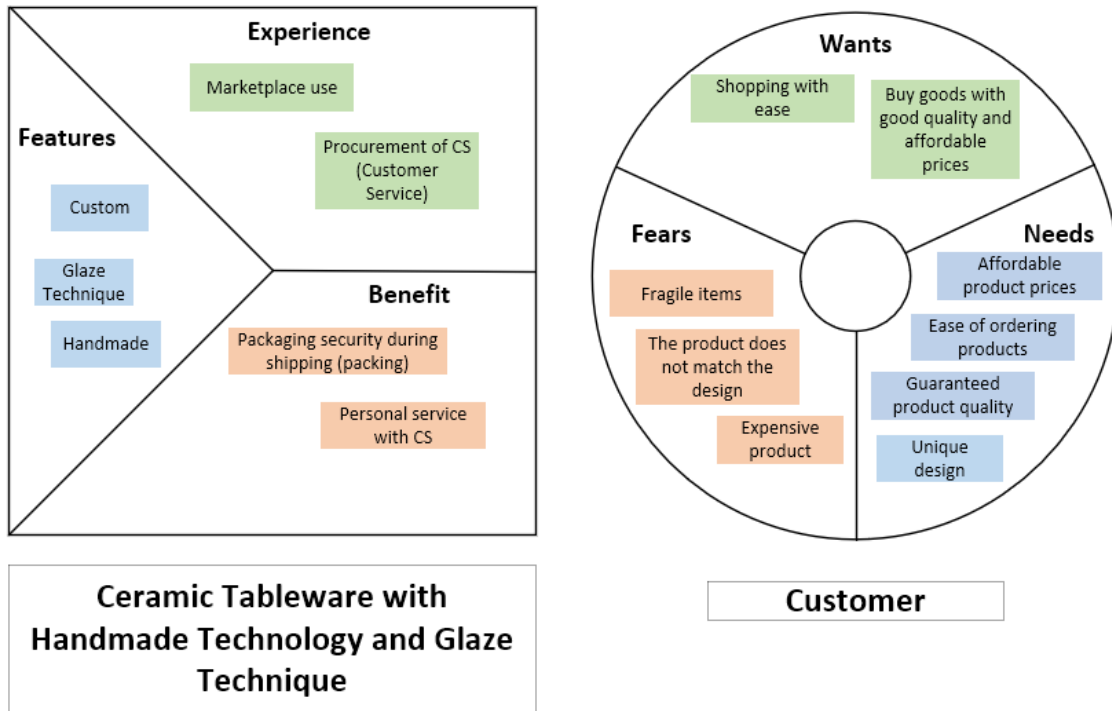 Experience
Marketplace use
Procurement of CS
(Customer
Service)
Features
Custom
Glaze
Technique
Handmade
Benefit
Packaging security during
shipping (packing)
Personal service
with CS
Ceramic Tableware with
Handmade Technology and Glaze
Technique
Wants
Shopping with
ease
Buy goods with
good quality and
affordable
prices
Fears
Fragile items
The product does
not match the
design
Expensive
product
Needs
Affordable
product prices
Ease of ordering
products
Guaranteed
product quality
Unique
design
Customer